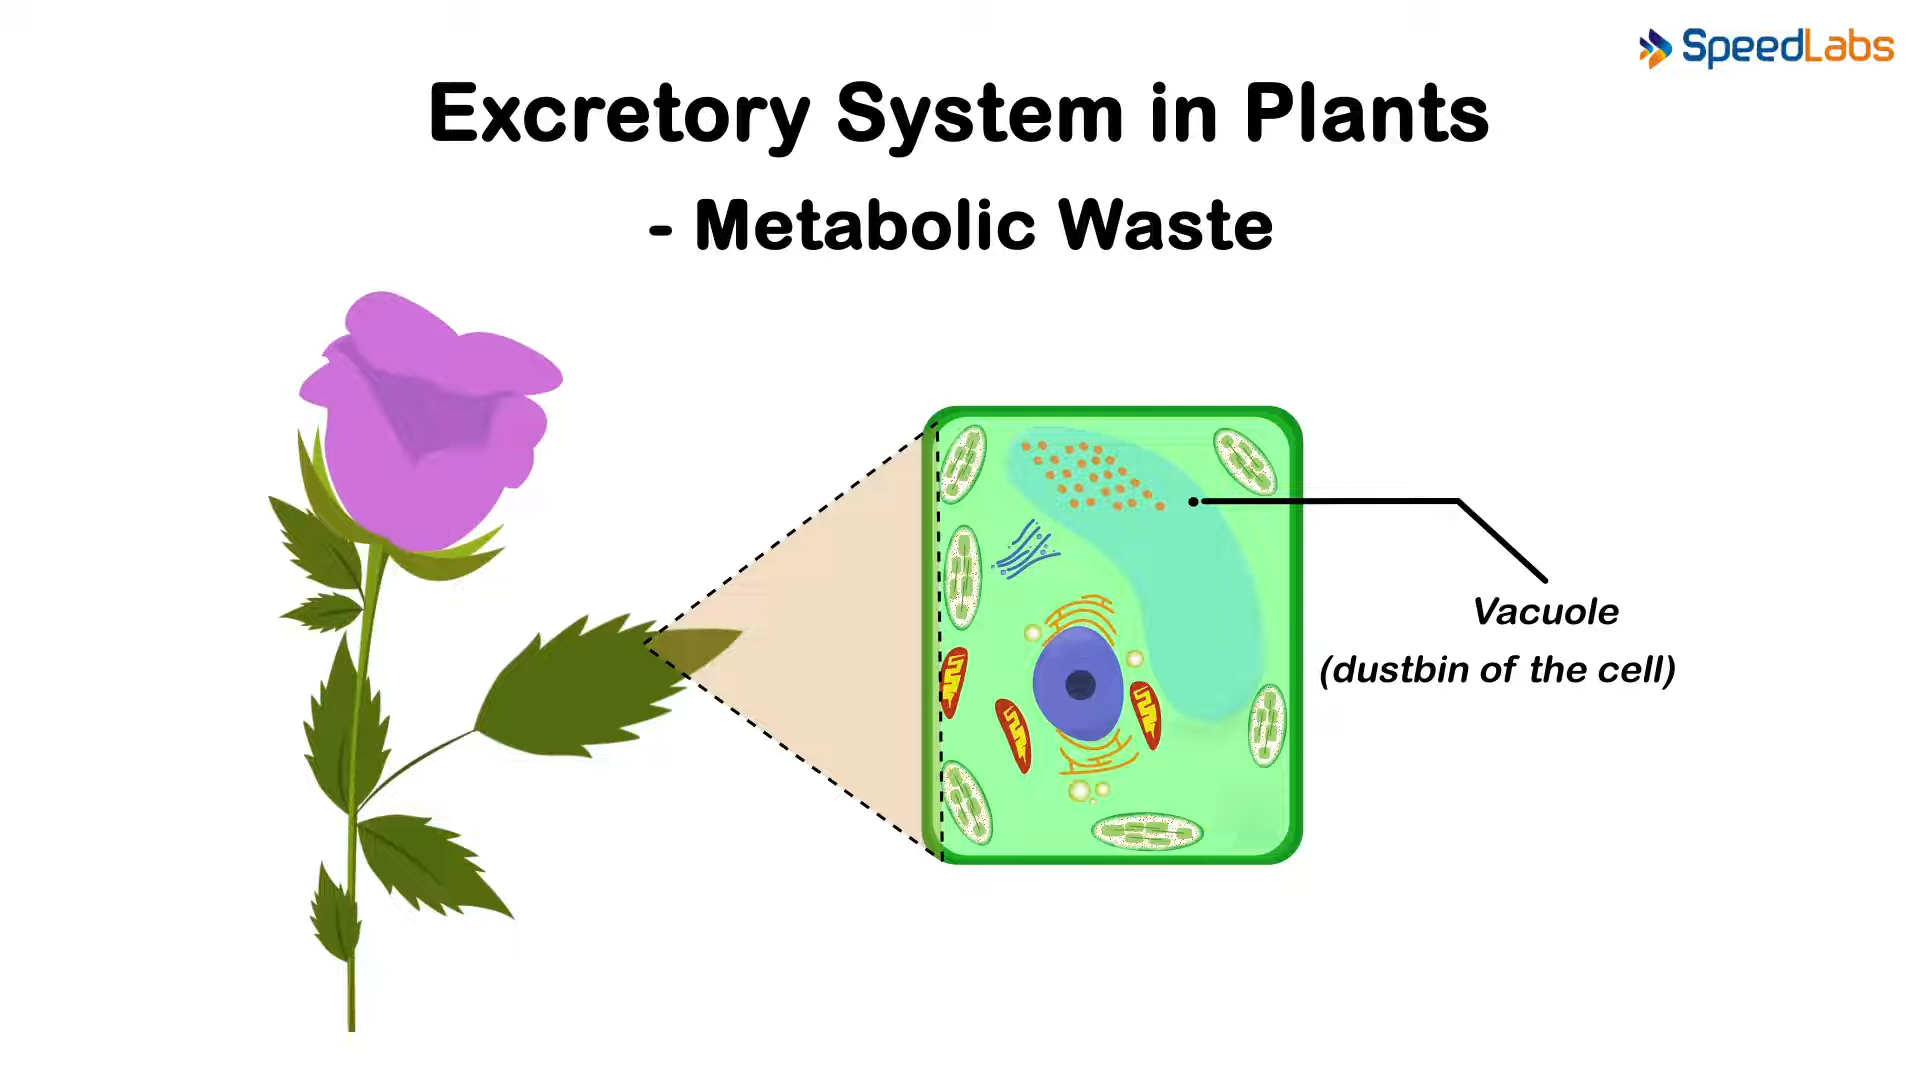 SpeedLabs
Excretory System in Plants
- Metabolic Waste
Vacuole
(dustbin of the cell)